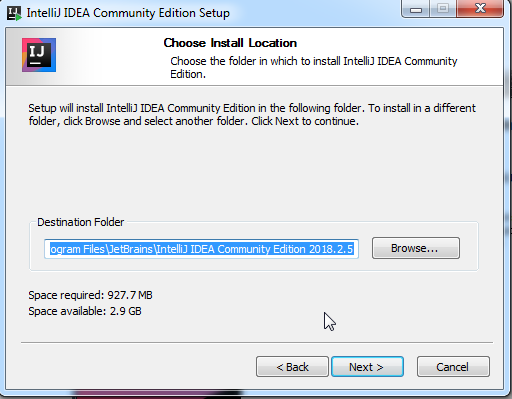 IntelliJ IDEA Community Edition Setup
IJ
Choose Install Location
Choose the folder in which to install IntelliJ IDEA Community
Edition.
Setup will install IntelliJ IDEA Community Edition in the following folder. To install in a different
folder, click Browse and select another folder. Click Next to continue.
Destination Folder
ogram Files\JetBrains\IntelliJ IDEA Community Edition 2018.2.5
Browse...
Space required: 927.7 MB
Space available: 2.9 GB
< Back
Next >
Cancel